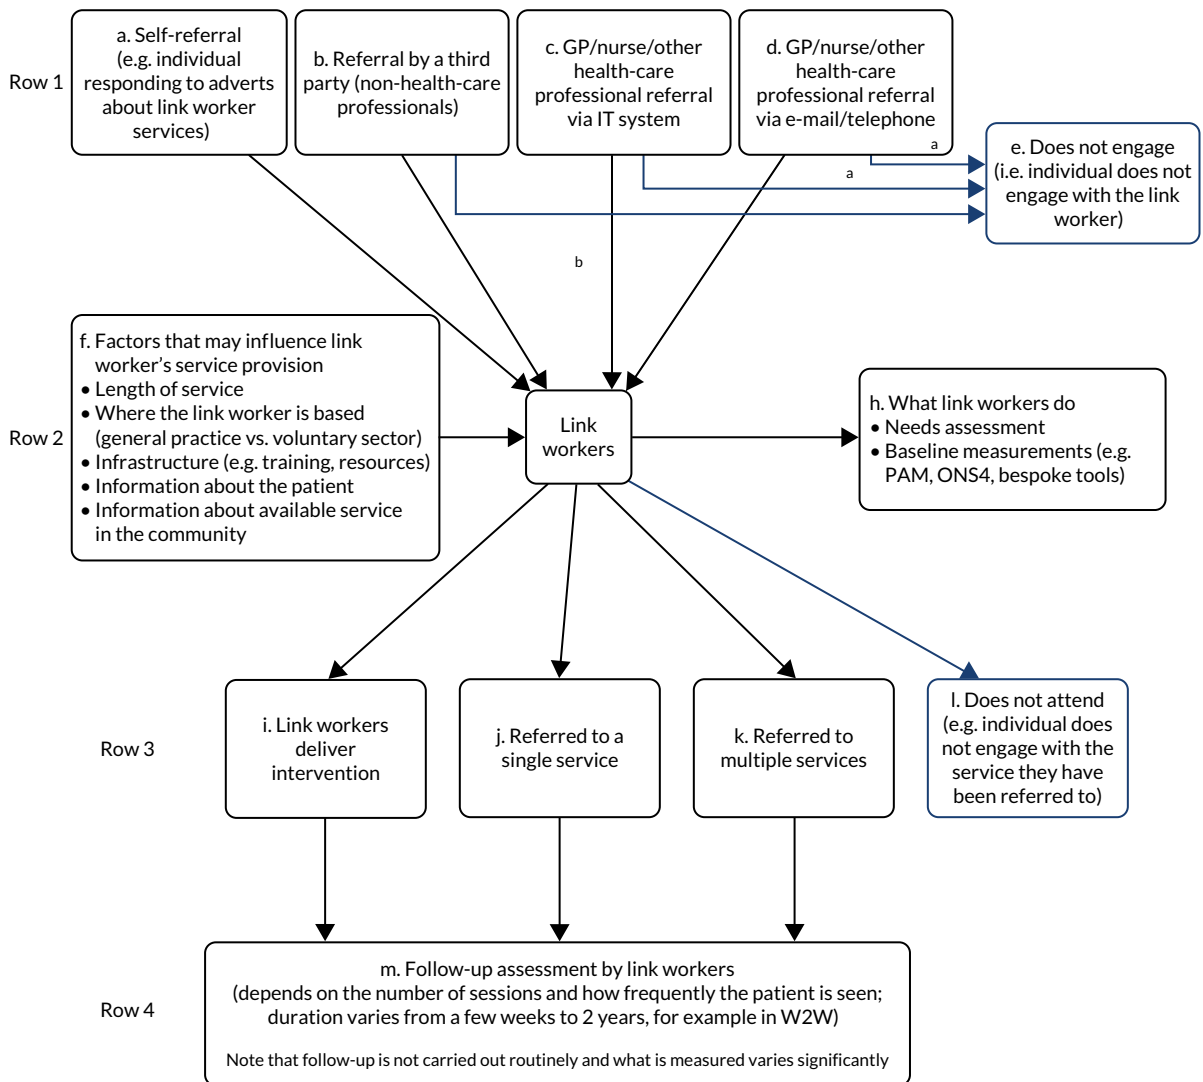 Row 1
a. Self-referral
(e.g. individual
responding to adverts
about link worker
services)
b. Referral by a third
party (non-health-care
professionals)
c. GP/nurse/other
health-care
professional referral
via IT system
d. GP/nurse/other
health-care
professional referral
via e-mail/telephone
a
a
e. Does not engage
(i.e. individual does not
engage with the link
worker)
b
Row 2
f. Factors that may influence link
worker’s service provision
• Length of service
• Where the link worker is based
(general practice vs. voluntary sector)
• Infrastructure (e.g. training, resources)
• Information about the patient
• Information about available service
in the community
Link
workers
h. What link workers do
• Needs assessment
• Baseline measurements (e.g.
PAM, ONS4, bespoke tools)
Row 3
i. Link workers
deliver
intervention
j. Referred to a
single service
k. Referred to
multiple services
l. Does not attend
(e.g. individual does
not engage with the
service they have
been referred to)
Row 4
m. Follow-up assessment by link workers
(depends on the number of sessions and how frequently the patient is seen;
duration varies from a few weeks to 2 years, for example in W2W)
Note that follow-up is not carried out routinely and what is measured varies significantly